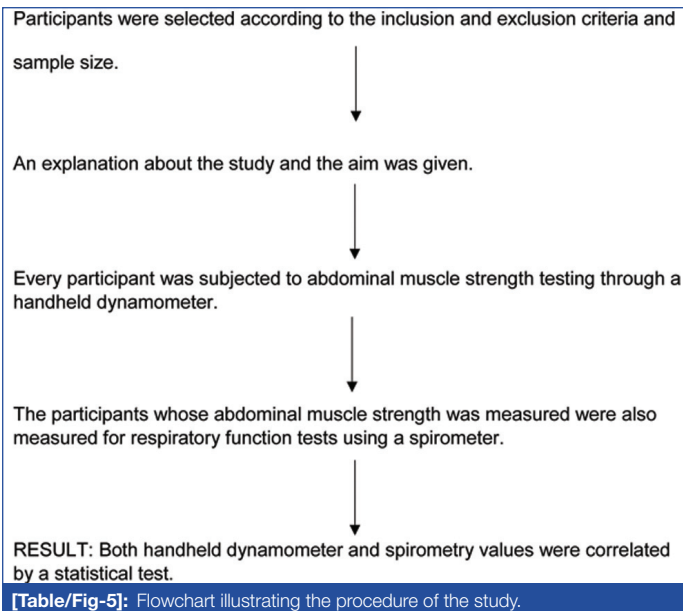 Participants were selected according to the inclusion and exclusion criteria and
sample size.
An explanation about the study and the aim was given.
Every participant was subjected to abdominal muscle strength testing through a
handheld dynamometer.
The participants whose abdominal muscle strength was measured were also
measured for respiratory function tests using a spirometer.
RESULT: Both handheld dynamometer and spirometry values were correlated
by a statistical test.
[Table/Fig-5]: Flowchart illustrating the procedure of the study.